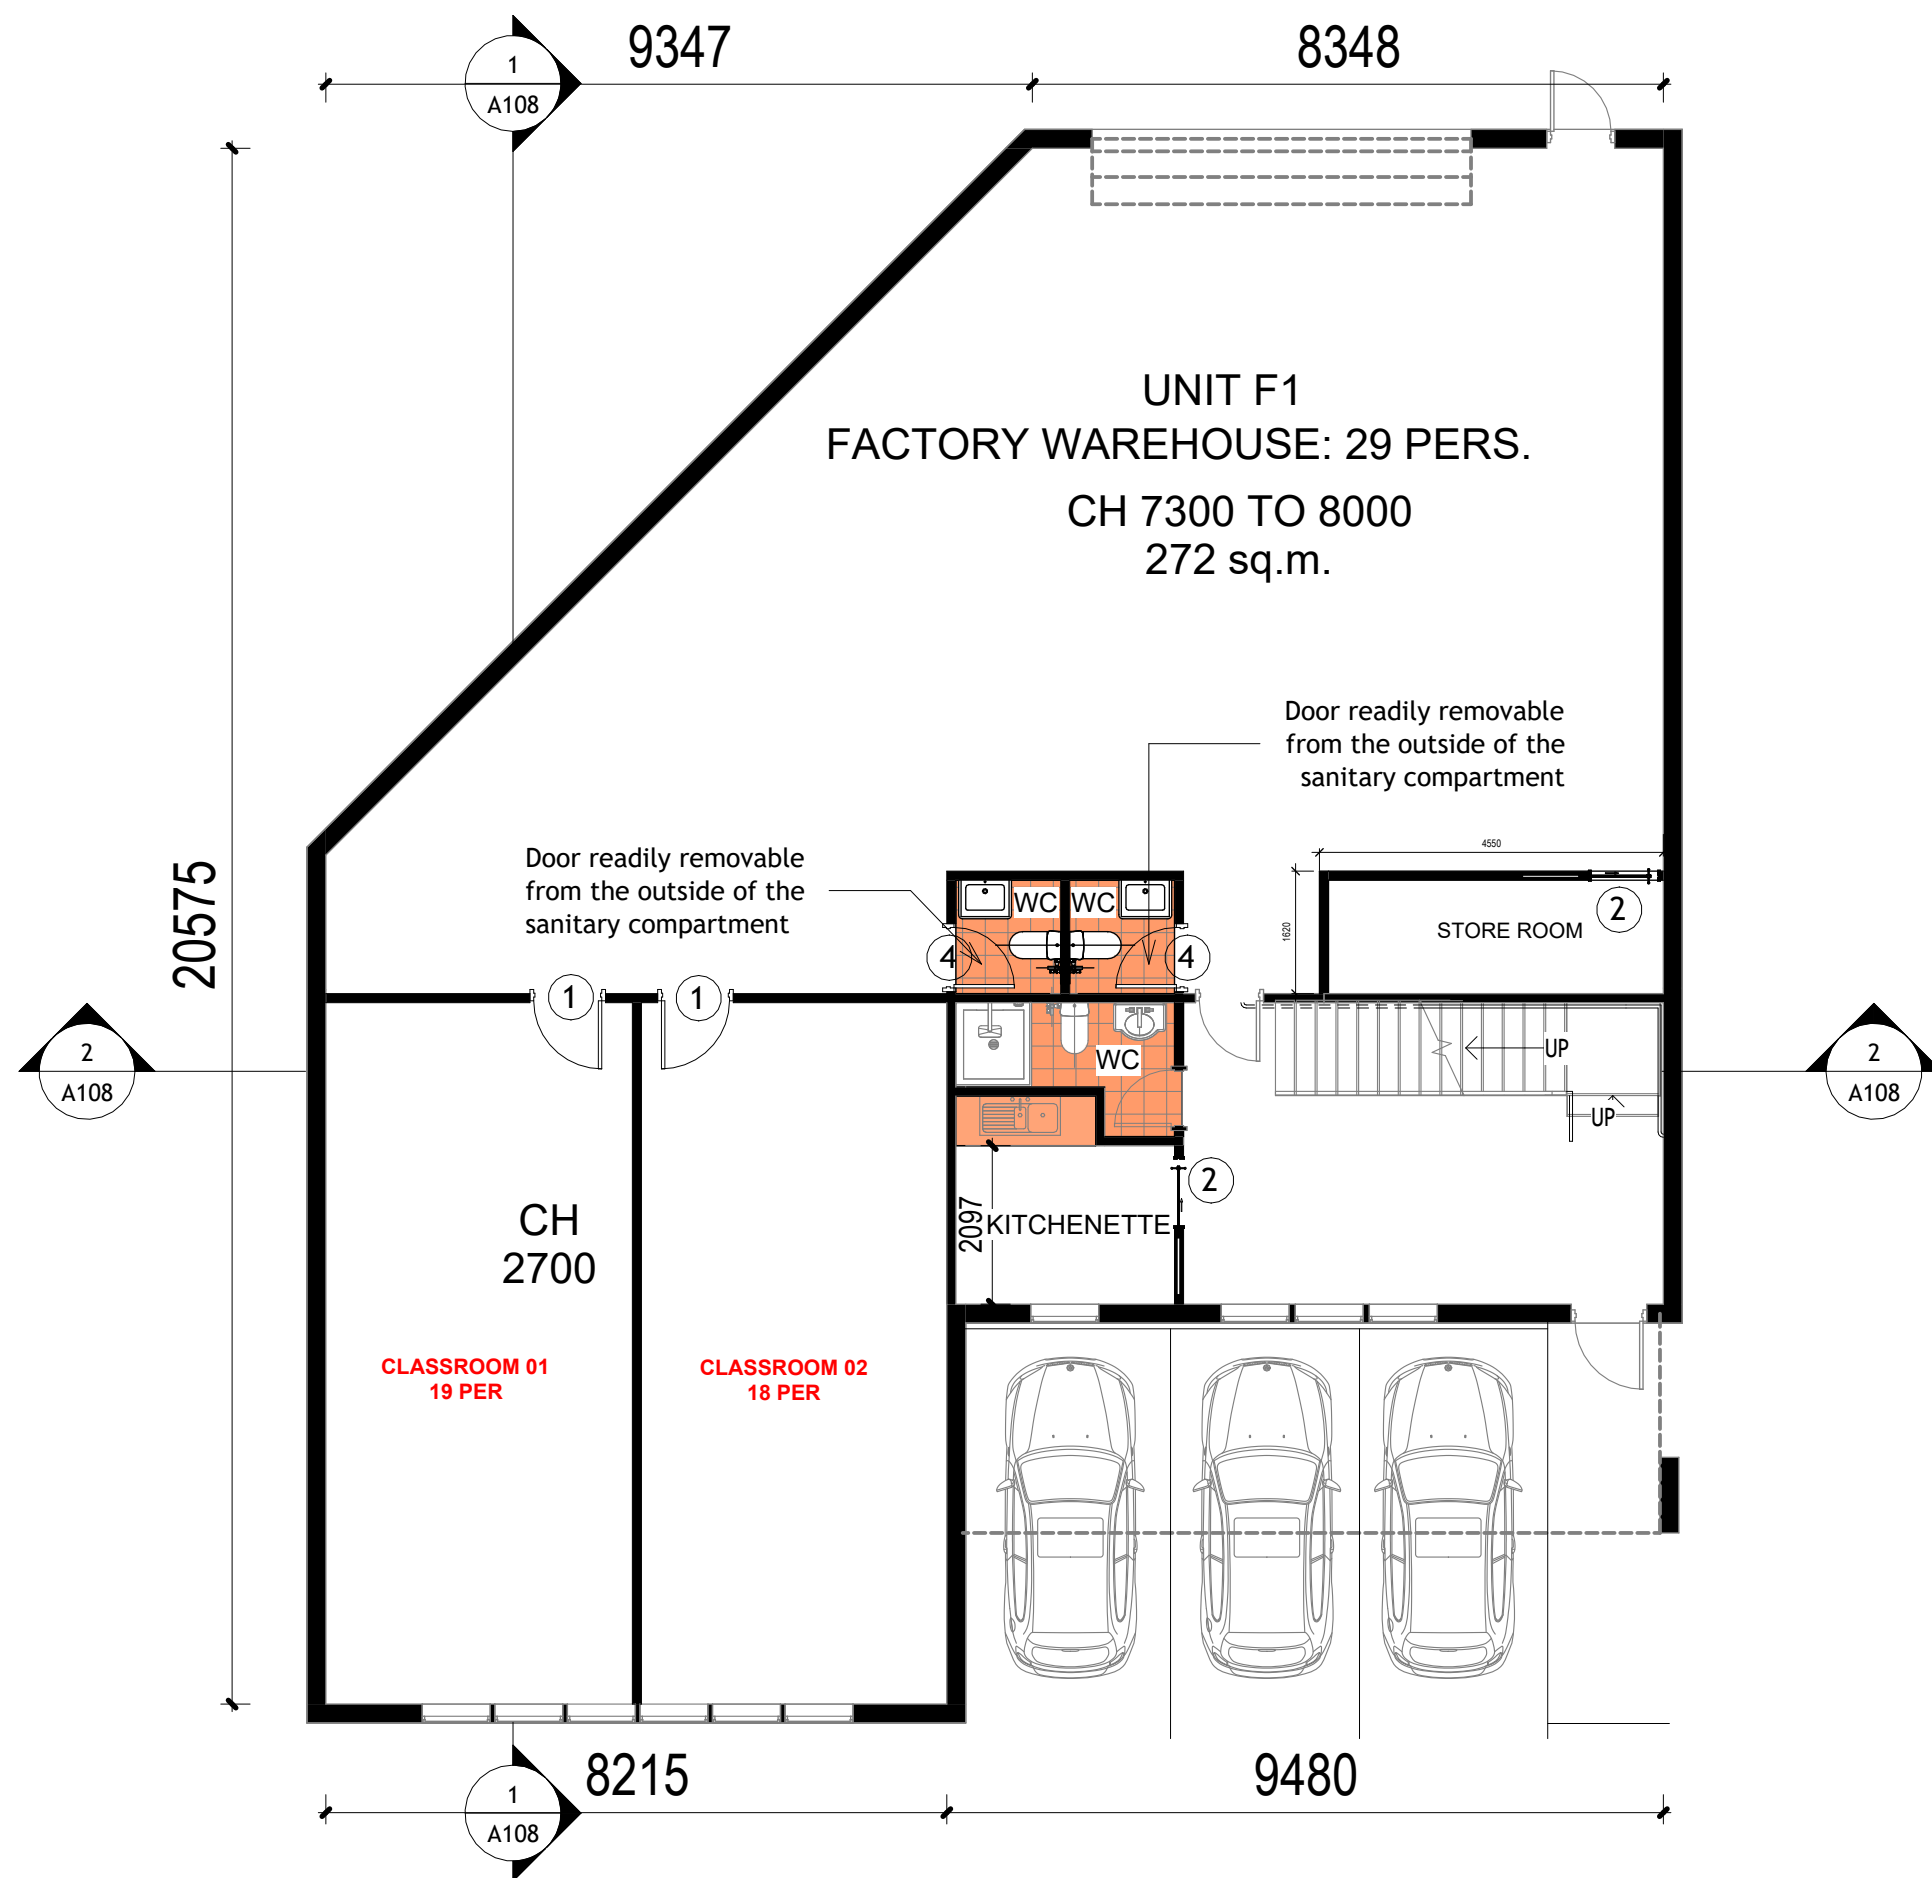 9347
8348
1
A108
UNIT F1
FACTORY WAREHOUSE: 29 PERS.
CH 7300 TO 8000
272 sq.m.
Door readily removable
from the outside of the
sanitary compartment
Door readily removable
from the outside of the
sanitary compartment
20575
4550
1620
WC
WC
2
STORE ROOM
4
4
1
1
2
A108
UP
WC
UP
2
A108
2
2097
KITCHENETTE
CH
2700
CLASSROOM 01
19 PER
CLASSROOM 02
18 PER
8215
9480
1
A108